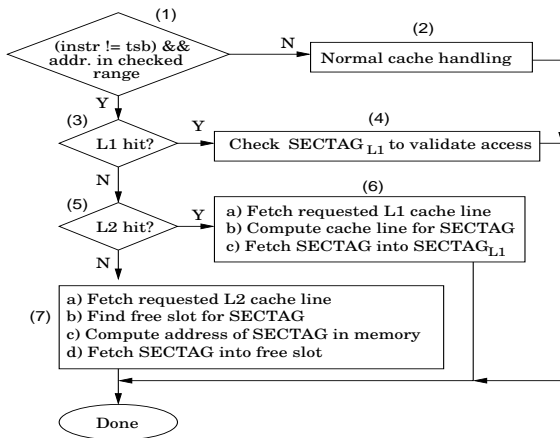 (1)
(instr != tsb) &&
addr. in checked
range
N
(2)
Normal cache handling
Y
(3)
L1 hit?
Y
(4)
Check SECTAG L1 to validate access
N
(5)
L2 hit?
Y
(6)
a) Fetch requested L1 cache line
b) Compute cache line for SECTAG
c) Fetch SECTAG into SECTAG L1
N
(7)
a) Fetch requested L2 cache line
b) Find free slot for SECTAG
c) Compute address of SECTAG in memory
d) Fetch SECTAG into free slot
Done